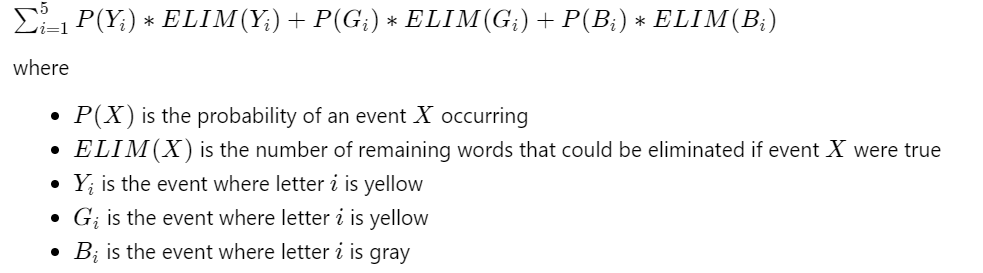 $\sum_{i=1}^{5} P(Y_i) * ELIM(Y_i) + P(G_i) * ELIM(G_i) + P(B_i) * ELIM(B_i)$
where
• $P(X)$ is the probability of an event $X$ occurring
• $ELIM(X)$ is the number of remaining words that could be eliminated if event $X$ were true
• $Y_i$ is the event where letter $i$ is yellow
• $G_i$ is the event where letter $i$ is yellow
• $B_i$ is the event where letter $i$ is gray